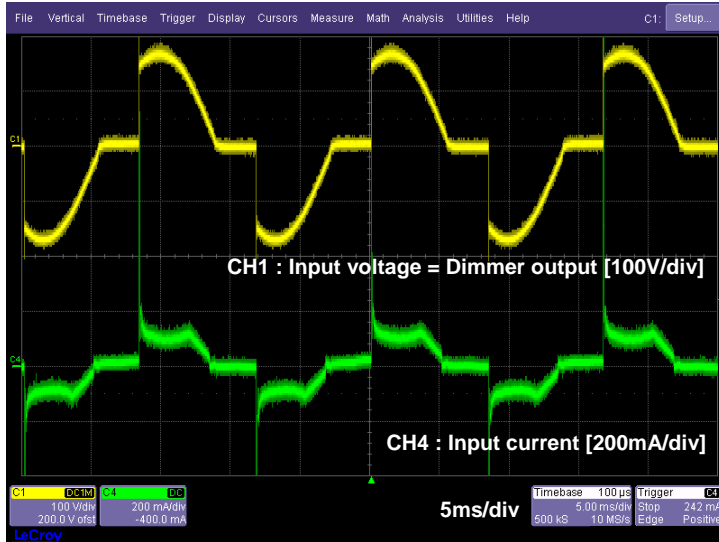 File Vertical Timebase Trigger Display Cursors Measure Math Analysis Utilities Help C1: Setup...
C1
CH1 : Input voltage = Dimmer output [100V/div]
C4
CH4 : Input current [200mA/div]
C1 DC1M C4 DC Timebase 100 µs Trigger C4
100 V/div 200 mA/div 5ms/div 5.00 ms/div Stop 242 mA
200.0 V ofst -400.0 mA 500 kS 10 MS/s Edge Positive
LeCroy